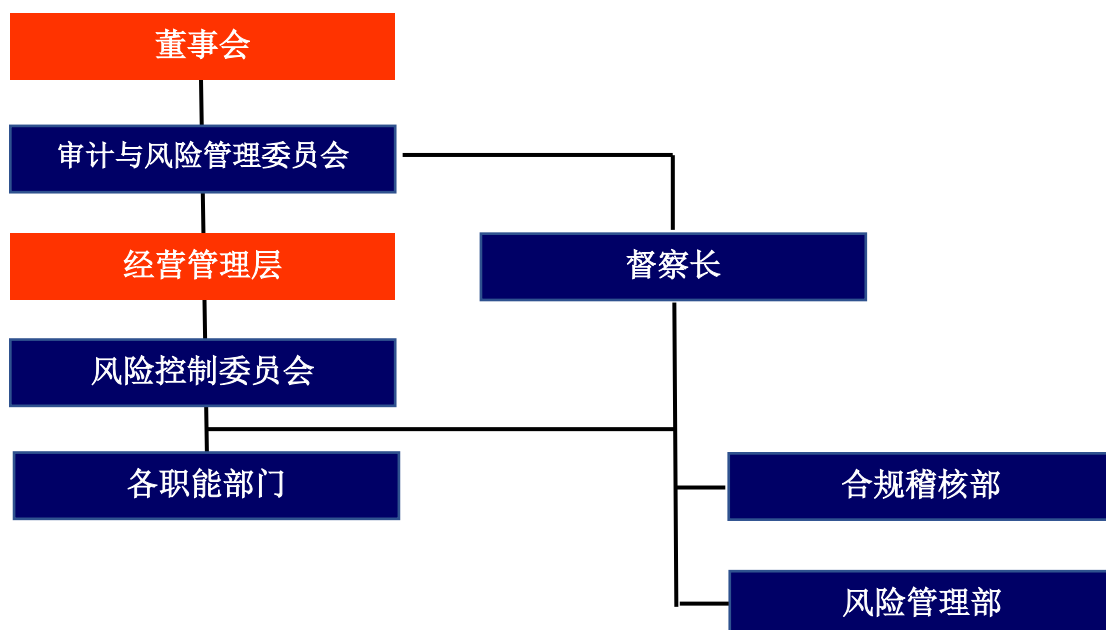 董事会
审计与风险管理委员会
经营管理层
督察长
风险控制委员会
各职能部门
合规稽核部
风险管理部